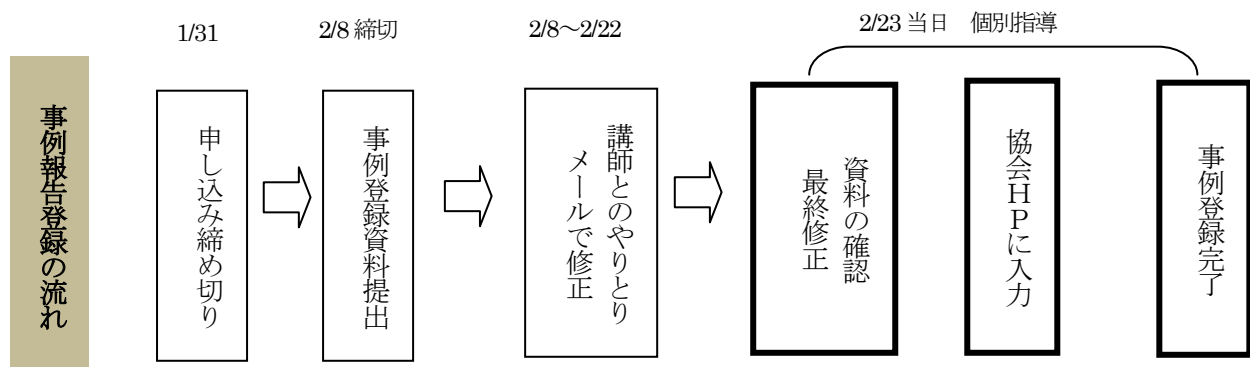 1/31
2/8 締切
2/8～2/22
2/23 当日　個別指導
事例報告登録の流れ
申し込み締め切り
事例登録資料提出
講師とのやりとり
メールで修正
資料の確認
最終修正
協会ＨＰに入力
事例登録完了